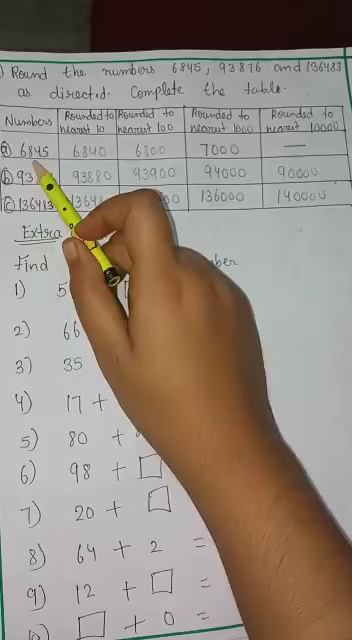 Round the numbers 6845, 93876 and 136483
as directed. Complete the table.
Numbers Rounded to nearest 10 Rounded to nearest 100 Rounded to nearest 1000 Rounded to nearest 10000
a) 6845 6840 6800 7000 —
b) 93 93880 93900 94000 90000
c) 136483 136000 140000
Extra
Find
1) 5
2) 66
3) 35
4) 17 +
5) 80 +
6) 98 + □
7) 20 + □
8) 64 + 2 =
9) 12 + □ =
10) □ + 0 =